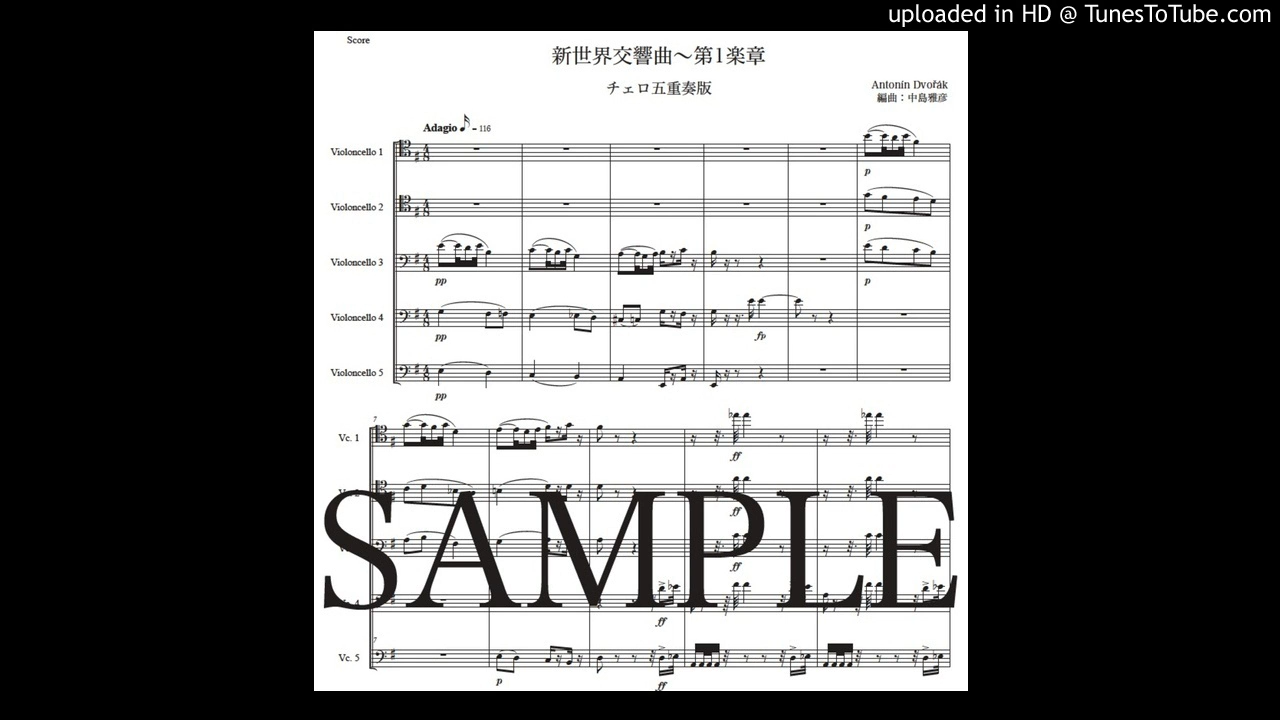 uploaded in HD @ TunesToTube.com
Score
新世界交響曲～第1楽章
チェロ五重奏版
Antonín Dvořák
編曲：中島雅彦
Adagio = 116
Violoncello 1
p
Violoncello 2
p
Violoncello 3
pp
p
Violoncello 4
pp
fp
Violoncello 5
pp
7
Vc. 1
ff
ff
ff
SAMPLE
ff
7
Vc. 5
p
ff